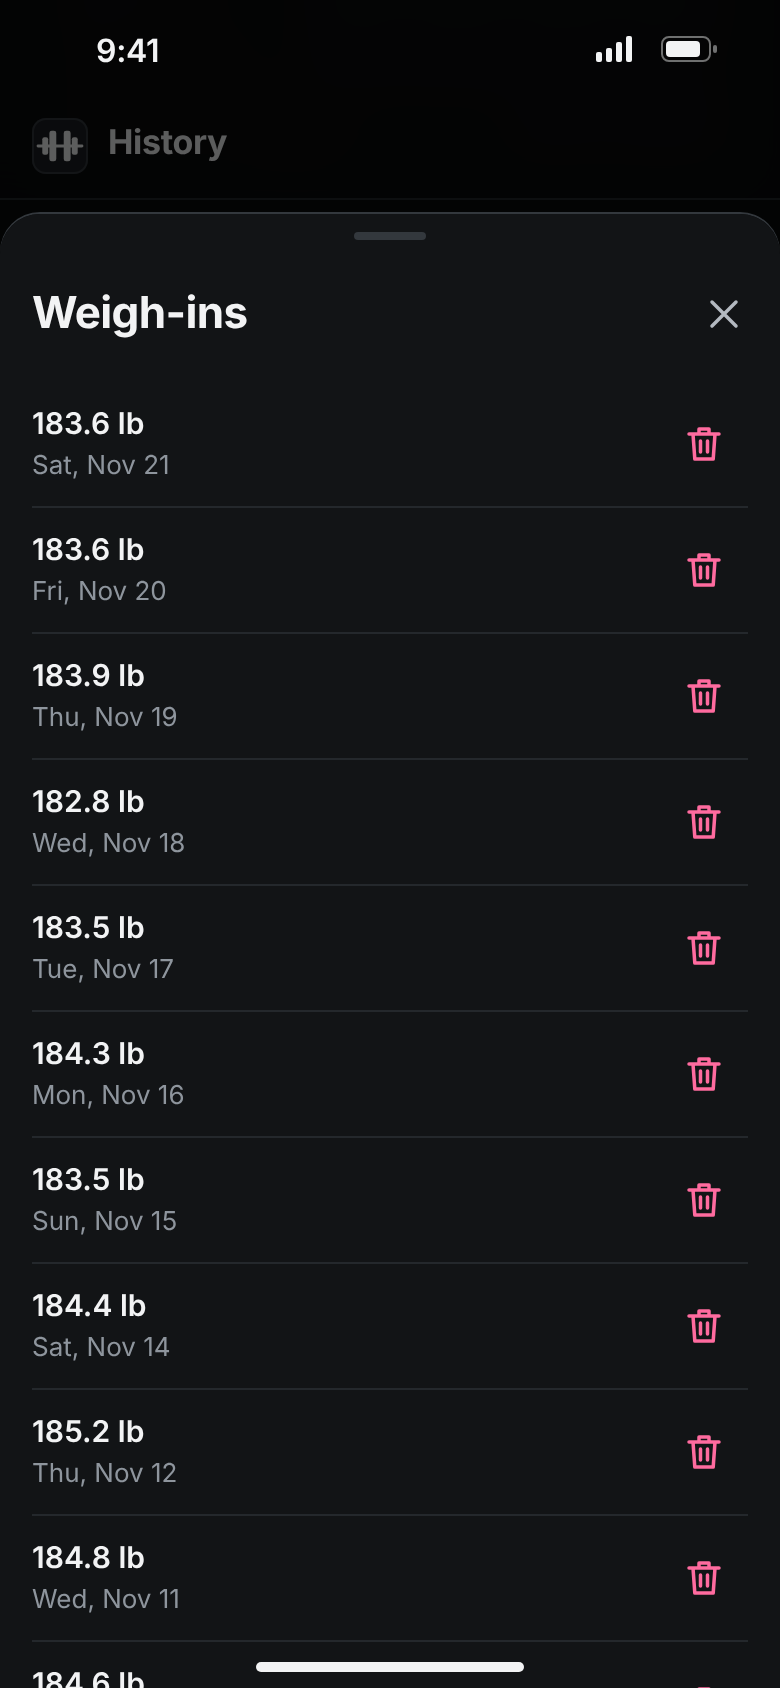 9:41
History
Weigh-ins
183.6 lb
Sat, Nov 21
183.6 lb
Fri, Nov 20
183.9 lb
Thu, Nov 19
182.8 lb
Wed, Nov 18
183.5 lb
Tue, Nov 17
184.3 lb
Mon, Nov 16
183.5 lb
Sun, Nov 15
184.4 lb
Sat, Nov 14
185.2 lb
Thu, Nov 12
184.8 lb
Wed, Nov 11
184.6 lb